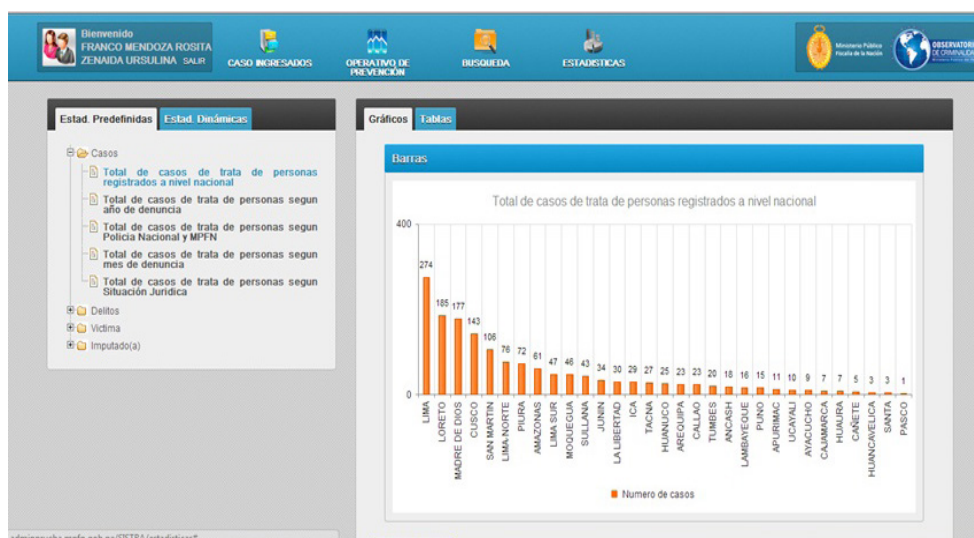 Bienvenido
FRANCO MENDOZA ROSITA
ZENAIDA URSULINA SALIR
CASO INGRESADOS
OPERATIVO DE
PREVENCIÓN
BUSQUEDA
ESTADISTICAS
Ministerio Público
Fiscalía de la Nación
OBSERVATORI
DE CRIMINALIDA
Estad. Predefinidas
Estad. Dinámicas
Casos
Total de casos de trata de personas
registrados a nivel nacional
Total de casos de trata de personas segun
año de denuncia
Total de casos de trata de personas segun
Policia Nacional y MPFN
Total de casos de trata de personas segun
mes de denuncia
Total de casos de trata de personas segun
Situación Juridica
Delitos
Victima
Imputado(a)
Gráficos
Tablas
Barras
Total de casos de trata de personas registrados a nivel nacional
400
0
274
185
177
143
106
76
72
61
47
46
43
34
30
29
27
25
23
23
20
18
16
15
11
10
9
7
7
5
3
3
1
LIMA
LORETO
MADRE DE DIOS
CUSCO
SAN MARTIN
LIMA-NORTE
PIURA
AMAZONAS
LIMA SUR
MOQUEGUA
SULLANA
JUNIN
LA LIBERTAD
ICA
TACNA
HUANUCO
AREQUIPA
CALLAO
TUMBES
ANCASH
LAMBAYEQUE
PUNO
APURIMAC
UCAYALI
AYACUCHO
CAJAMARCA
HUAURA
CAÑETE
HUANCAVELICA
SANTA
PASCO
Numero de casos